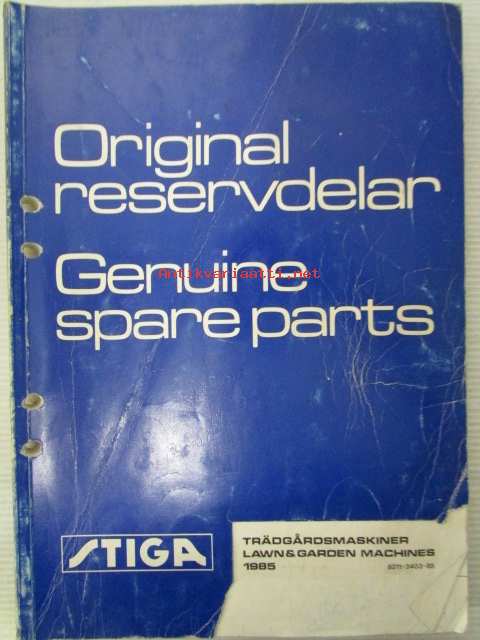 Original
reservdelar
Genuine
Antikvariaatti.net
spare parts
STIGA
TRÄDGÅRDSMASKINER
LAWN & GARDEN MACHINES
1985